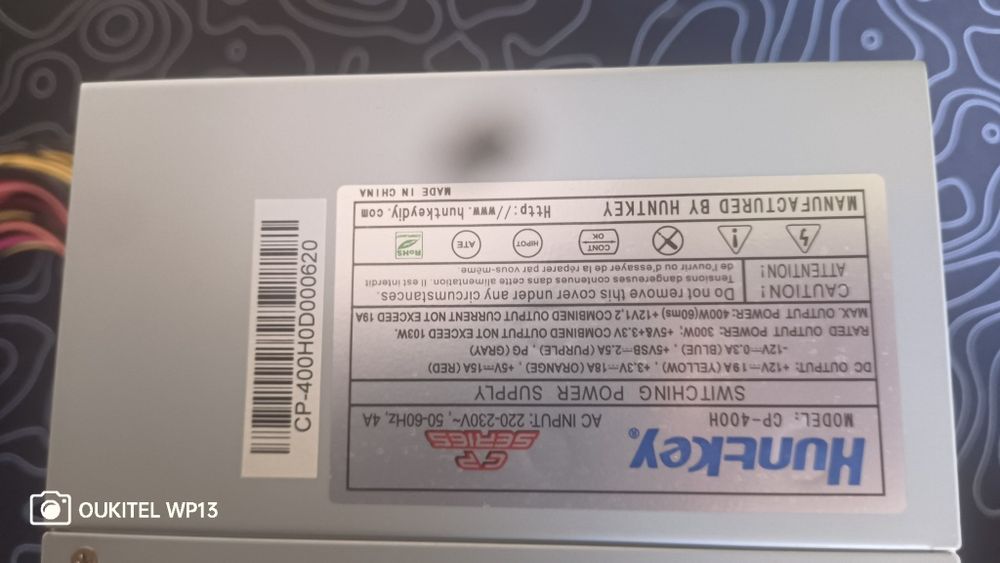 Huntkey®
CP
SERIES
MODEL: CP-400H
AC INPUT: 220-230V~, 50-60Hz, 4A
SWITCHING POWER SUPPLY
DC OUTPUT: +12V⎓19A (YELLOW), +3.3V⎓18A (ORANGE), +5V⎓15A (RED)
-12V⎓0.3A (BLUE), +5VSB⎓2.5A (PURPLE), PG (GRAY)
RATED OUTPUT POWER: 300W; +5V&+3.3V COMBINED OUTPUT NOT EXCEED 103W.
MAX. OUTPUT POWER: 400W(60ms) +12V1,2 COMBINED OUTPUT CURRENT NOT EXCEED 19A
CAUTION!
ATTENTION!
Do not remove this cover under any circumstances.
Tensions dangereuses contenues dans cette alimentation. Il est interdit
de l'ouvrir ou d'essayer de la réparer par vous-même.
CONT
OK
HIPOT
ATE
RoHS
MANUFACTURED BY HUNTKEY
Http://www.huntkeydiy.com
MADE IN CHINA
CP-400H0D000620
OUKITEL WP13